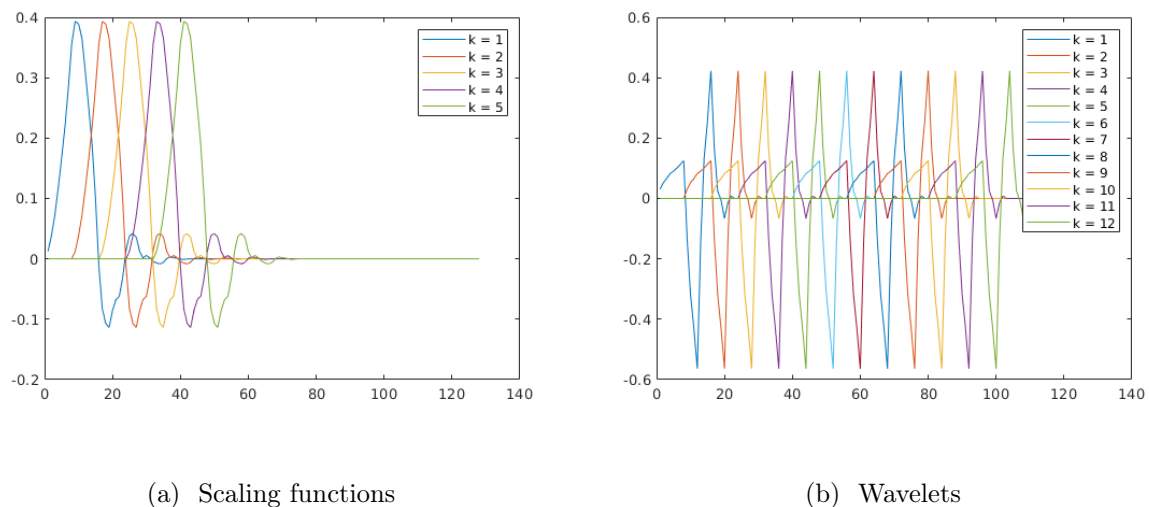 0.4
0.3
0.2
0.1
0
-0.1
-0.2
0 20 40 60 80 100 120 140
k = 1
k = 2
k = 3
k = 4
k = 5
(a) Scaling functions
0.6
0.4
0.2
0
-0.2
-0.4
-0.6
0 20 40 60 80 100 120 140
k = 1
k = 2
k = 3
k = 4
k = 5
k = 6
k = 7
k = 8
k = 9
k = 10
k = 11
k = 12
(b) Wavelets